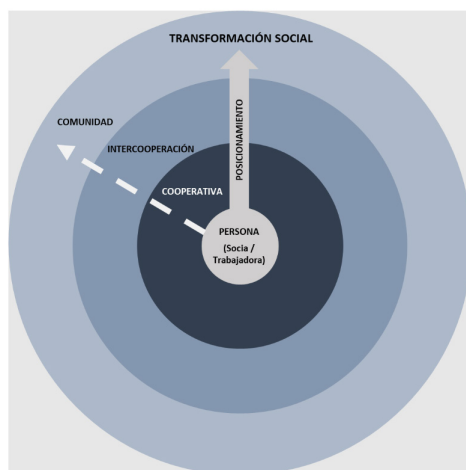 TRANSFORMACIÓN SOCIAL
COMUNIDAD
INTERCOOPERACIÓN
POSICIONAMIENTO
COOPERATIVA
PERSONA
(Socia /
Trabajadora)